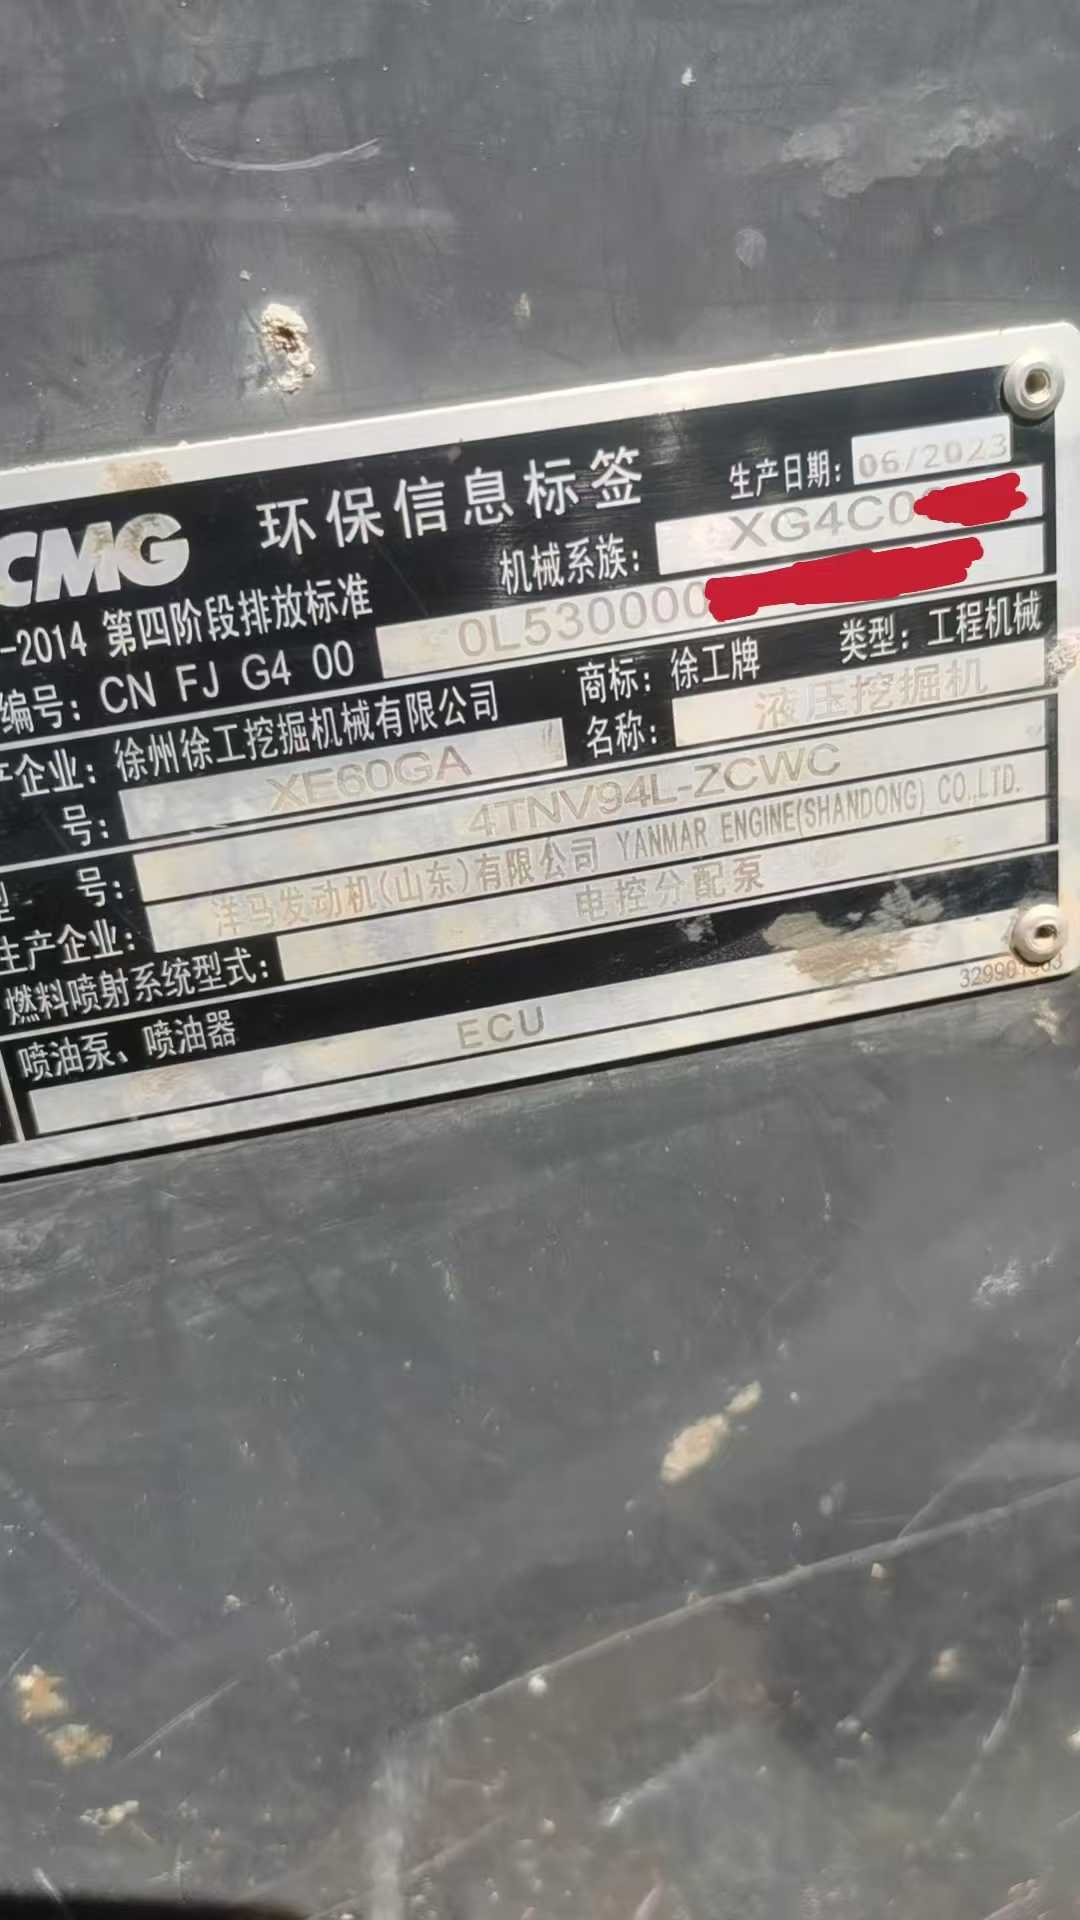 CMG 环保信息标签 生产日期: 06/2023
-2014 第四阶段排放标准 机械系族: XG4C0
编号: CN FJ G4 00 0L530000
企业: 徐州徐工挖掘机械有限公司 商标: 徐工牌 类型: 工程机械
号: XE60GA 名称: 液压挖掘机
型 号: 4TNV94L-ZCWC
生产企业: 洋马发动机(山东)有限公司 YANMAR ENGINE(SHANDONG) CO.,LTD.
燃料喷射系统型式: 电控分配泵
喷油泵、喷油器 ECU